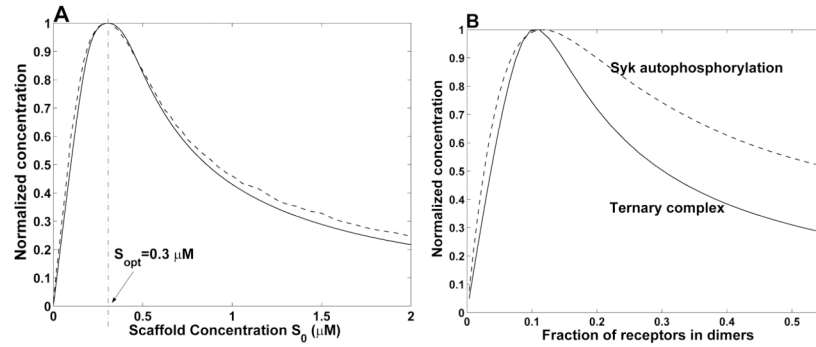 A
Normalized concentration
1
0.9
0.8
0.7
0.6
0.5
0.4
0.3
0.2
0.1
0
S_opt=0.3 μM
0 0.5 1 1.5 2
Scaffold Concentration S_0 (μM)
B
Normalized concentration
1
0.9
0.8
0.7
0.6
0.5
0.4
0.3
0.2
0.1
0
Syk autophosphorylation
Ternary complex
0 0.1 0.2 0.3 0.4 0.5
Fraction of receptors in dimers